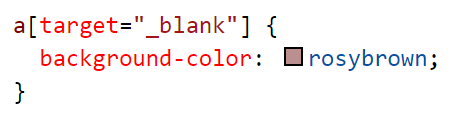 a[target="_blank"] {
  background-color: rosybrown;
}